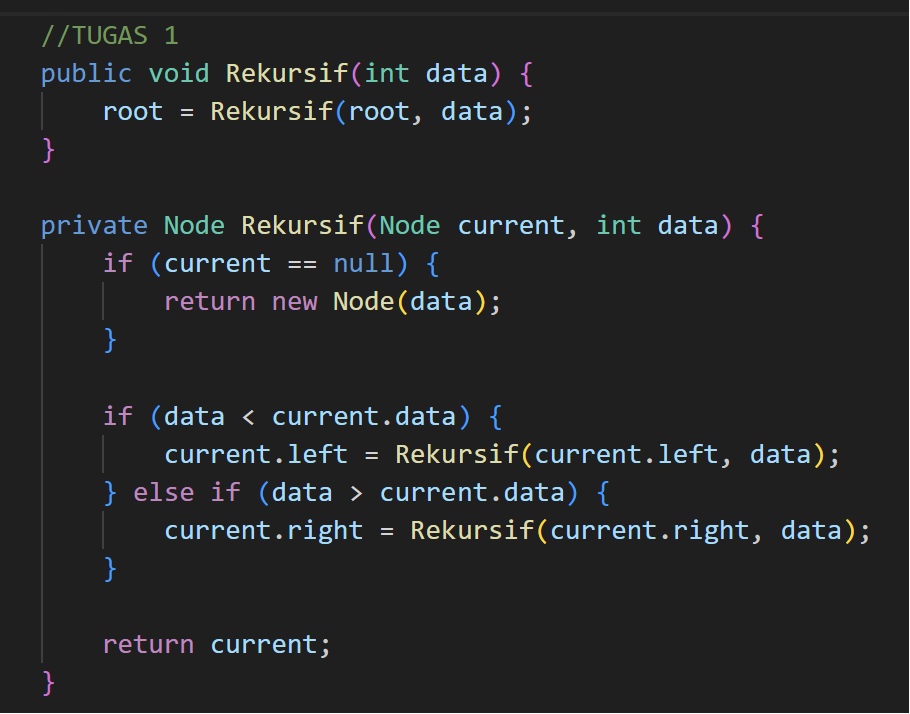 //TUGAS 1
public void Rekursif(int data) {
    root = Rekursif(root, data);
}

private Node Rekursif(Node current, int data) {
    if (current == null) {
        return new Node(data);
    }

    if (data < current.data) {
        current.left = Rekursif(current.left, data);
    } else if (data > current.data) {
        current.right = Rekursif(current.right, data);
    }

    return current;
}